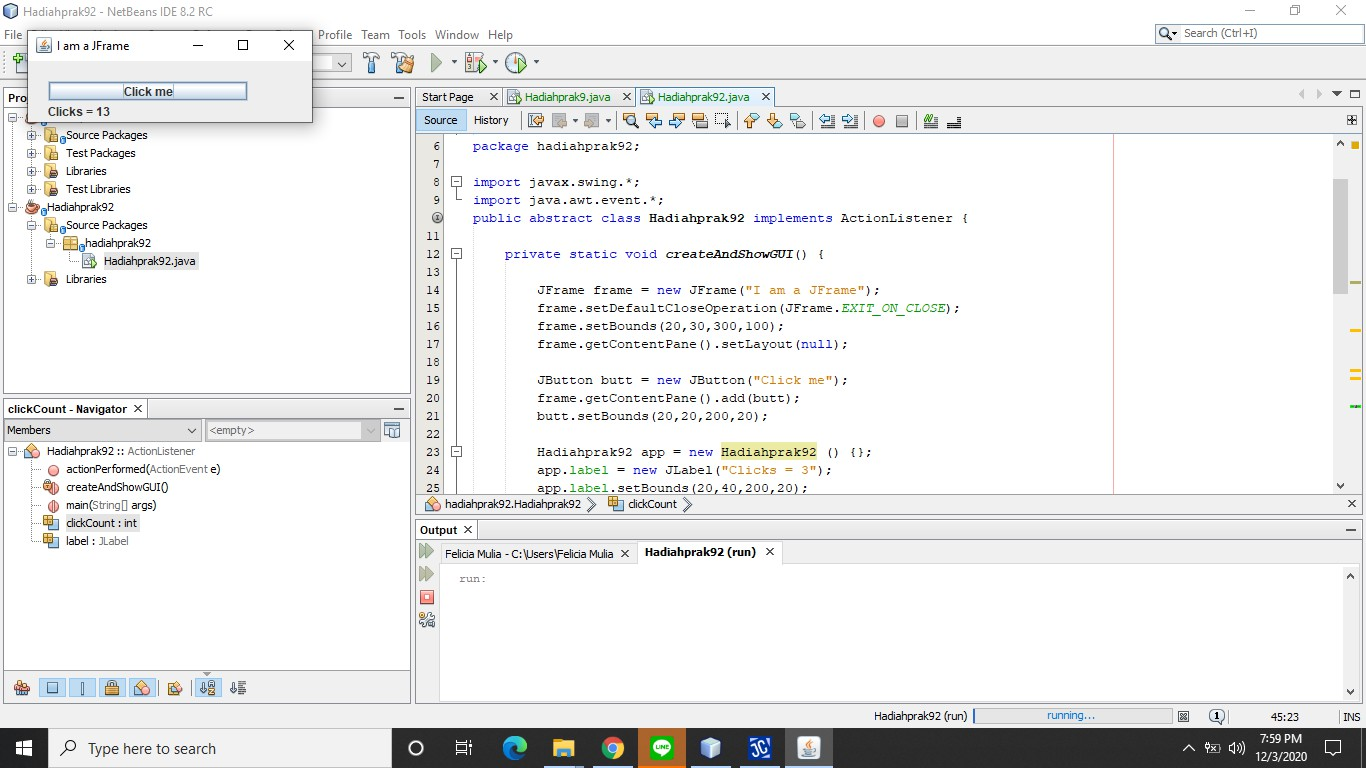 Hadiahprak92 - NetBeans IDE 8.2 RC
File
Profile Team Tools Window Help
Search (Ctrl+I)
I am a JFrame
Click me
Clicks = 13
Source Packages
Test Packages
Libraries
Test Libraries
Hadiahprak92
Source Packages
hadiahprak92
Hadiahprak92.java
Libraries
clickCount - Navigator
Members
<empty>
Hadiahprak92 :: ActionListener
actionPerformed(ActionEvent e)
createAndShowGUI()
main(String[] args)
clickCount : int
label : JLabel
Start Page
Hadiahprak9.java
Hadiahprak92.java
Source History
6 package hadiahprak92;
7
8 import javax.swing.*;
9 import java.awt.event.*;
public abstract class Hadiahprak92 implements ActionListener {
11
12 private static void createAndShowGUI() {
13
14 JFrame frame = new JFrame("I am a JFrame");
15 frame.setDefaultCloseOperation(JFrame.EXIT_ON_CLOSE);
16 frame.setBounds(20,30,300,100);
17 frame.getContentPane().setLayout(null);
18
19 JButton butt = new JButton("Click me");
20 frame.getContentPane().add(butt);
21 butt.setBounds(20,20,200,20);
22
23 Hadiahprak92 app = new Hadiahprak92 () {};
24 app.label = new JLabel("Clicks = 3");
25 app.label.setBounds(20,40,200,20);
hadiahprak92.Hadiahprak92
clickCount
Output
Felicia Mulia - C:\Users\Felicia Mulia
Hadiahprak92 (run)
run:
Hadiahprak92 (run)
running...
1
45:23
INS
Type here to search
LINE
JC
7:59 PM
12/3/2020